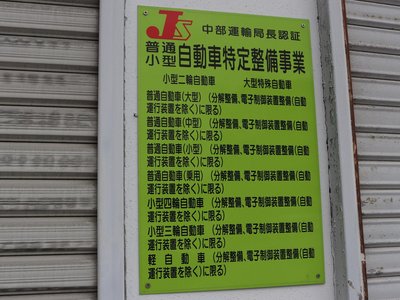 JS 中部運輸局長認証
普通
小型 自動車特定整備事業
小型二輪自動車 大型特殊自動車
普通自動車(大型) (分解整備、電子制御装置整備(自動
運行装置を除く)に限る)
普通自動車(中型) (分解整備、電子制御装置整備(自動
運行装置を除く)に限る)
普通自動車(小型) (分解整備、電子制御装置整備(自動
運行装置を除く)に限る)
普通自動車(乗用) (分解整備、電子制御装置整備(自動
運行装置を除く)に限る)
小型四輪自動車 (分解整備、電子制御装置整備(自動
運行装置を除く)に限る)
小型三輪自動車 (分解整備、電子制御装置整備(自動
運行装置を除く)に限る)
軽自動車 (分解整備、電子制御装置整備(自動
運行装置を除く)に限る)